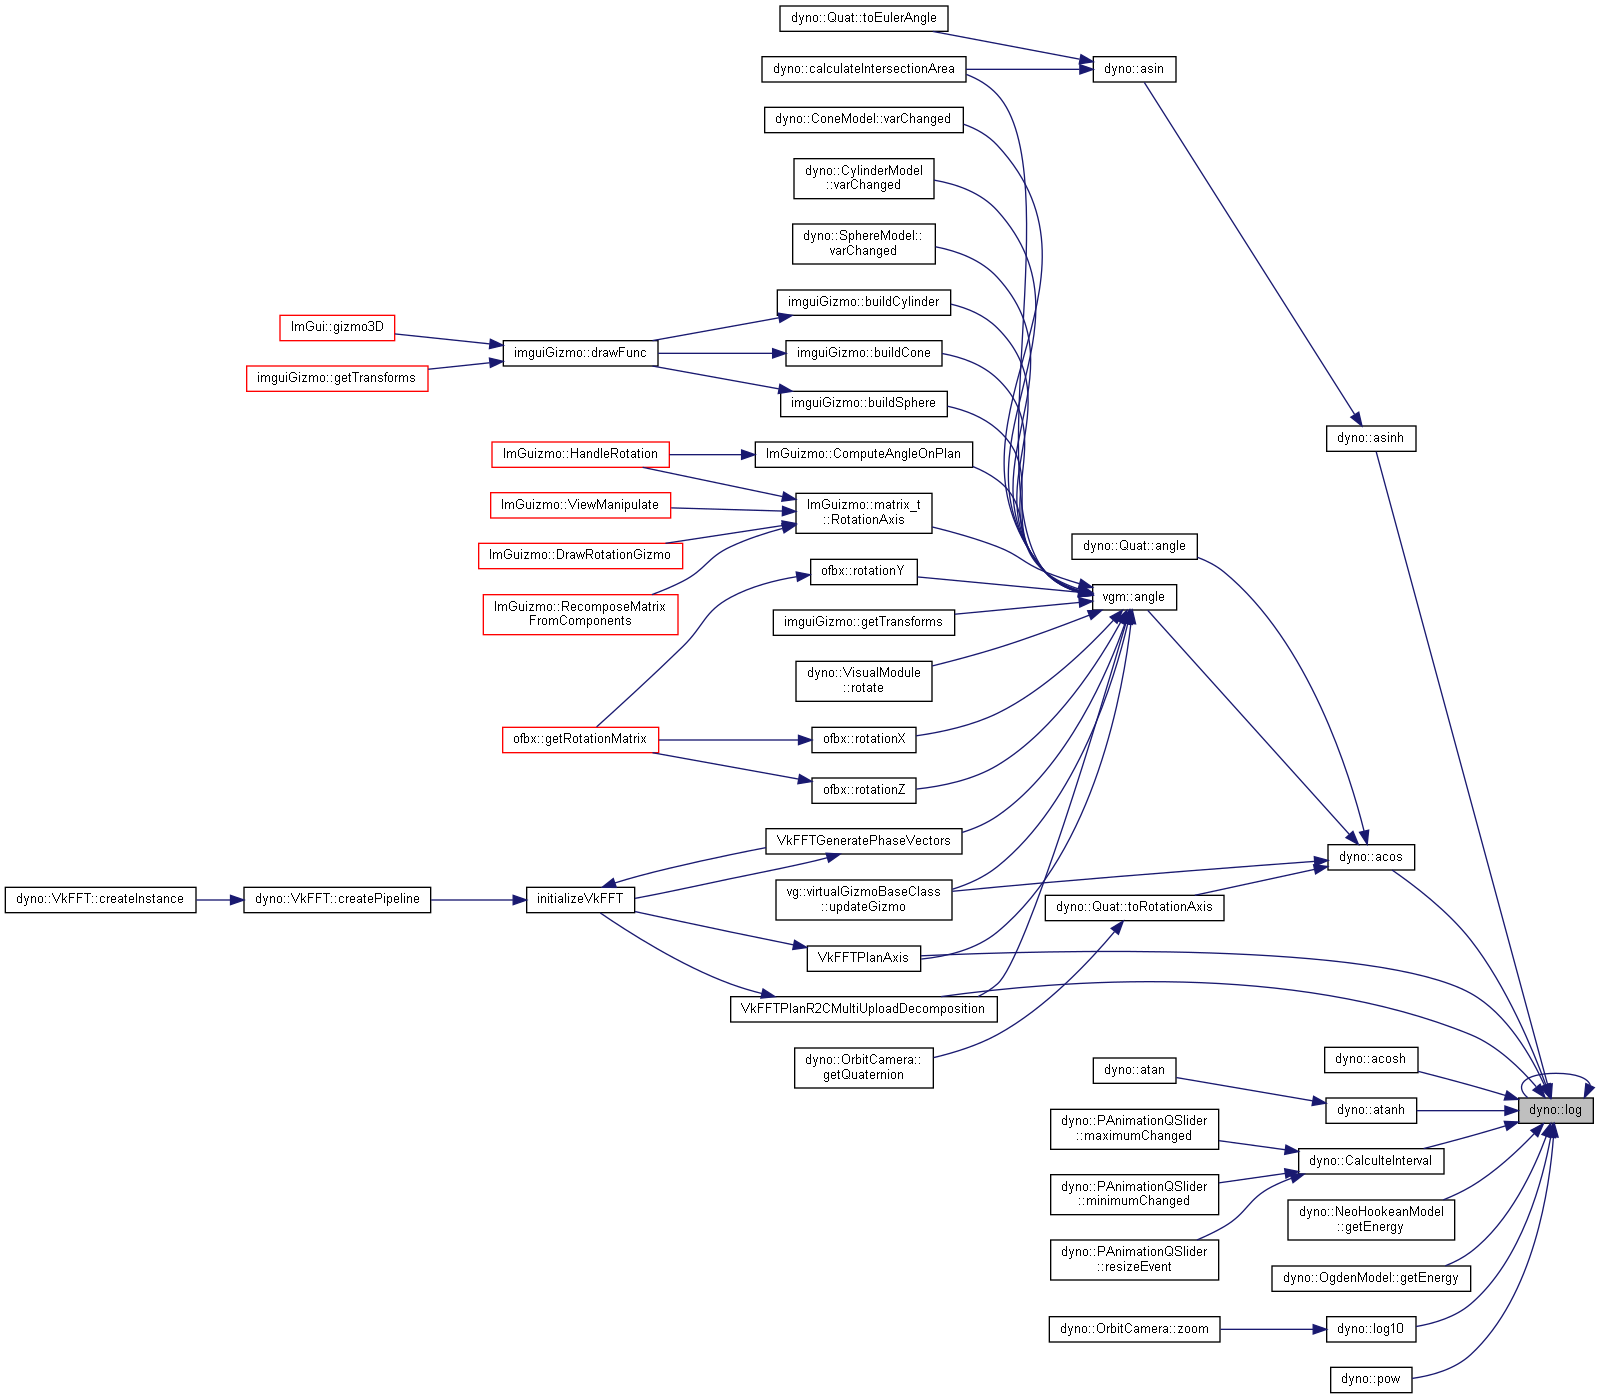 dyno::Quat::toEulerAngle
dyno::calculateIntersectionArea
dyno::asin
dyno::ConeModel::varChanged
dyno::CylinderModel
::varChanged
dyno::SphereModel::
varChanged
imguiGizmo::buildCylinder
ImGui::gizmo3D
imguiGizmo::drawFunc
imguiGizmo::buildCone
imguiGizmo::getTransforms
imguiGizmo::buildSphere
dyno::asinh
ImGuizmo::HandleRotation
ImGuizmo::ComputeAngleOnPlan
ImGuizmo::ViewManipulate
ImGuizmo::matrix_t
::RotationAxis
ImGuizmo::DrawRotationGizmo
dyno::Quat::angle
ofbx::rotationY
vgm::angle
ImGuizmo::RecomposeMatrix
FromComponents
imguiGizmo::getTransforms
dyno::VisualModule
::rotate
ofbx::getRotationMatrix
ofbx::rotationX
ofbx::rotationZ
VkFFTGeneratePhaseVectors
dyno::acos
dyno::VkFFT::createInstance
dyno::VkFFT::createPipeline
initializeVkFFT
vg::virtualGizmoBaseClass
::updateGizmo
dyno::Quat::toRotationAxis
VkFFTPlanAxis
VkFFTPlanR2CMultiUploadDecomposition
dyno::OrbitCamera::
getQuaternion
dyno::atan
dyno::acosh
dyno::atanh
dyno::log
dyno::PAnimationQSlider
::maximumChanged
dyno::CalculteInterval
dyno::PAnimationQSlider
::minimumChanged
dyno::NeoHookeanModel
::getEnergy
dyno::PAnimationQSlider
::resizeEvent
dyno::OgdenModel::getEnergy
dyno::OrbitCamera::zoom
dyno::log10
dyno::pow